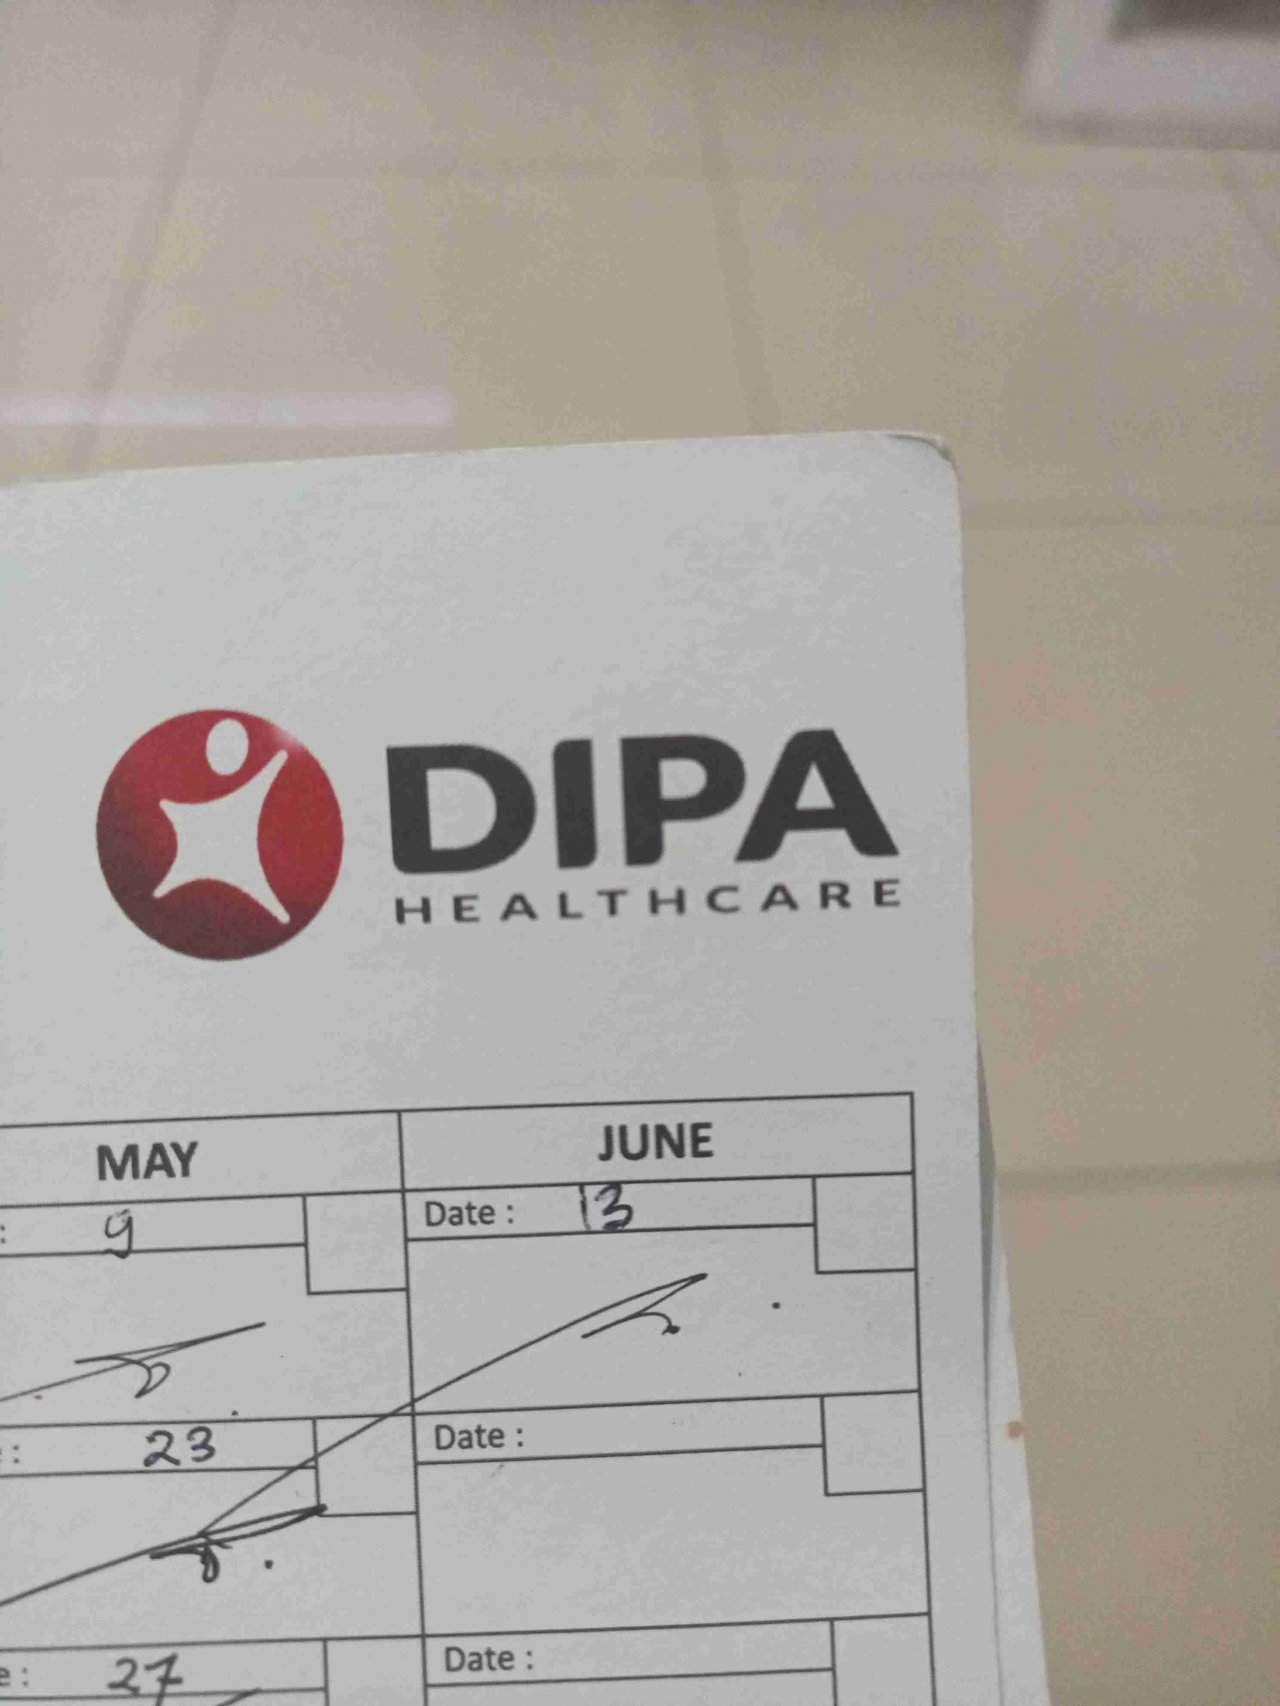 DIPA
HEALTHCARE
MAY JUNE
: 9 Date : 13
: 23 Date :
e : 27 Date :